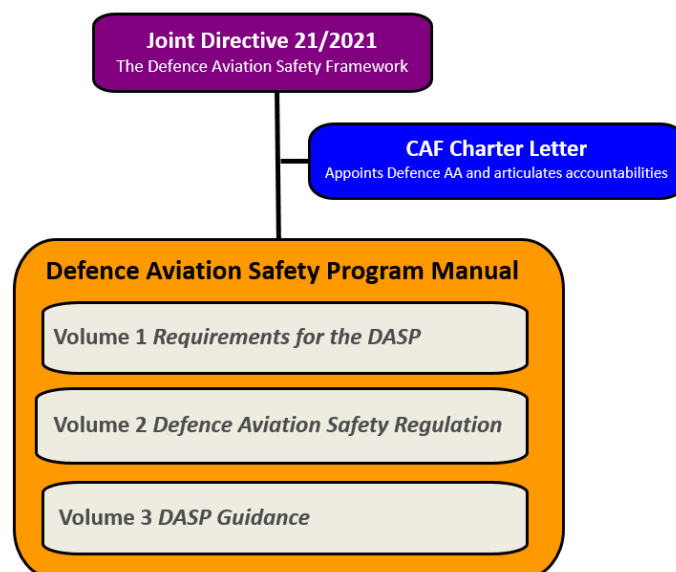 Joint Directive 21/2021
The Defence Aviation Safety Framework
CAF Charter Letter
Appoints Defence AA and articulates accountabilities
Defence Aviation Safety Program Manual
Volume 1 Requirements for the DASP
Volume 2 Defence Aviation Safety Regulation
Volume 3 DASP Guidance